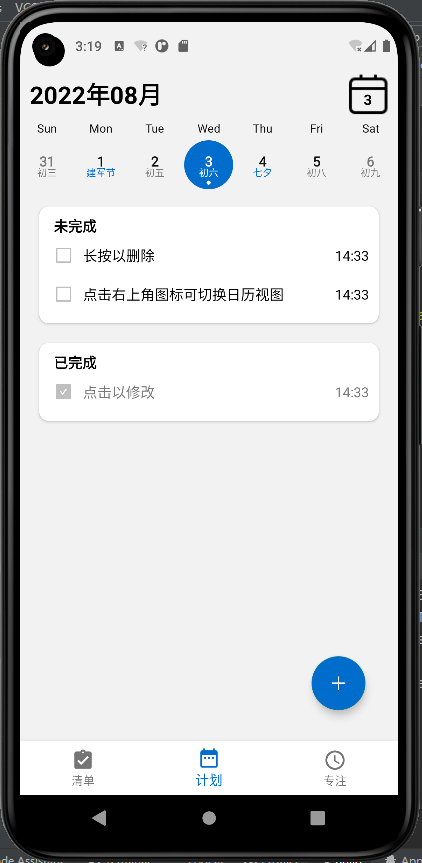 3:19
2022年08月
3
Sun Mon Tue Wed Thu Fri Sat
31 1 2 3 4 5 6
初三 建军节 初五 初六 七夕 初八 初九
未完成
长按以删除 14:33
点击右上角图标可切换日历视图 14:33
已完成
点击以修改 14:33
清单 计划 专注